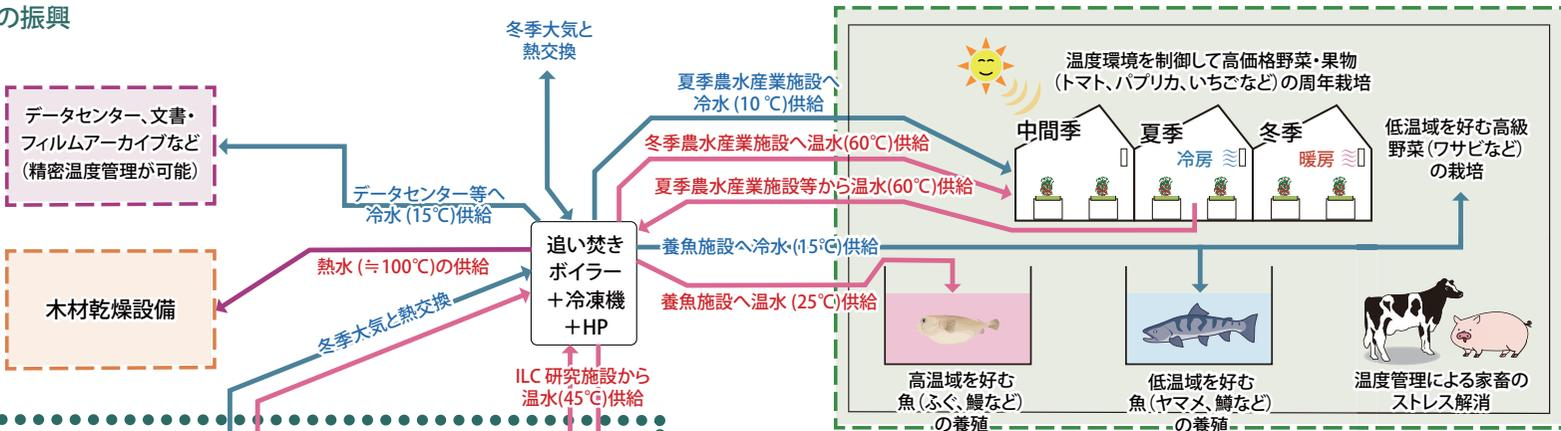 の振興
冬季大気と
熱交換
データセンター、文書・
フィルムアーカイブなど
（精密温度管理が可能）
データセンター等へ
冷水 (15℃)供給
夏季農水産業施設へ
冷水 (10 ℃)供給
冬季農水産業施設へ温水(60℃)供給
夏季農水産業施設等から温水(60℃)供給
温度環境を制御して高価格野菜・果物
（トマト、パプリカ、いちごなど）の周年栽培
中間季
夏季
冬季
冷房
暖房
低温域を好む高級
野菜（ワサビなど）
の栽培
追い焚き
ボイラー
＋冷凍機
＋HP
養魚施設へ冷水 (15℃)供給
養魚施設へ温水 (25℃)供給
熱水 (≒100℃)の供給
木材乾燥設備
冬季大気と熱交換
ILC 研究施設から
温水(45℃)供給
高温域を好む
魚（ふぐ、鰻など）
の養殖
低温域を好む
魚（ヤマメ、鱒など）
の養殖
温度管理による家畜の
ストレス解消